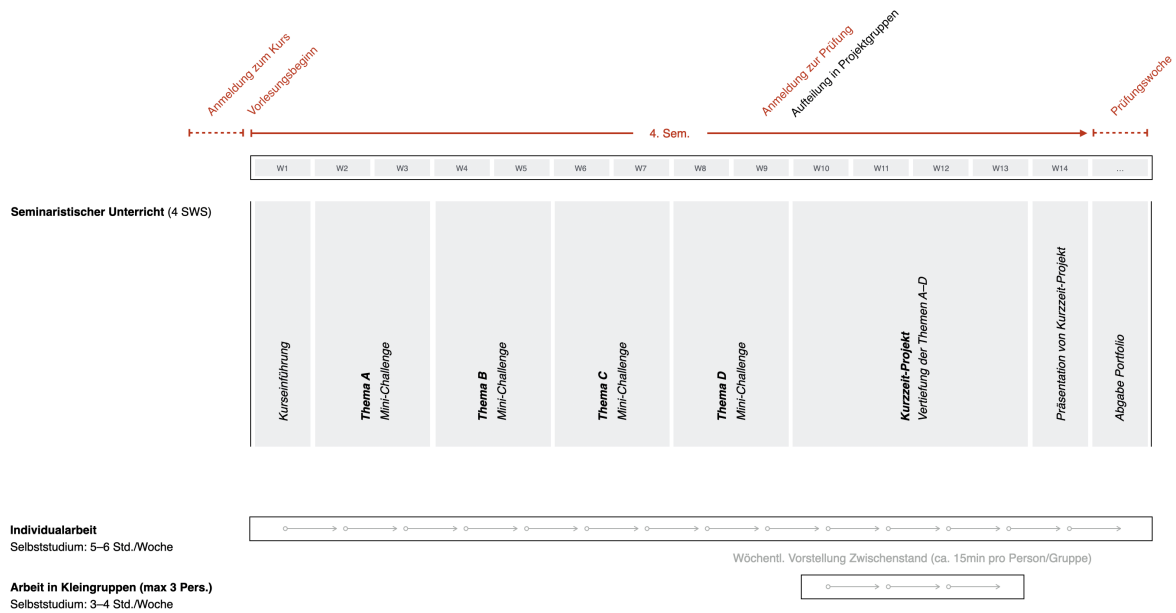 Anmeldung zum Kurs
Vorlesungsbeginn
Anmeldung zur Prüfung
Aufteilung in Projektgruppen
Prüfungswoche
4. Sem.
W1 W2 W3 W4 W5 W6 W7 W8 W9 W10 W11 W12 W13 W14 ...
Seminaristischer Unterricht (4 SWS)
Kurseinführung
Thema A
Mini-Challenge
Thema B
Mini-Challenge
Thema C
Mini-Challenge
Thema D
Mini-Challenge
Kurzzeit-Projekt
Vertiefung der Themen A–D
Präsentation von Kurzzeit-Projekt
Abgabe Portfolio
Individualarbeit
Selbststudium: 5–6 Std./Woche
Wöchentl. Vorstellung Zwischenstand (ca. 15min pro Person/Gruppe)
Arbeit in Kleingruppen (max 3 Pers.)
Selbststudium: 3–4 Std./Woche